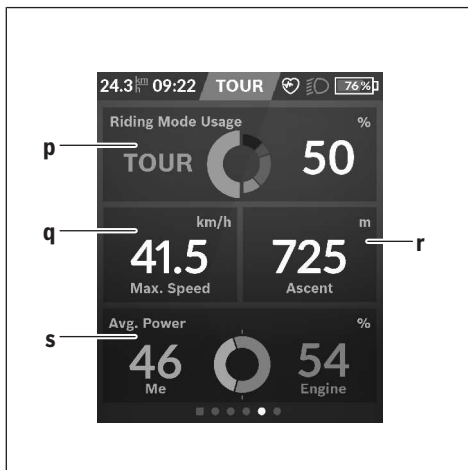 24.3 km/h 09:22 TOUR 76%
Riding Mode Usage %
p
TOUR 50
q
km/h
41.5
Max. Speed
m
725
Ascent
r
Avg. Power %
s
46 54
Me Engine